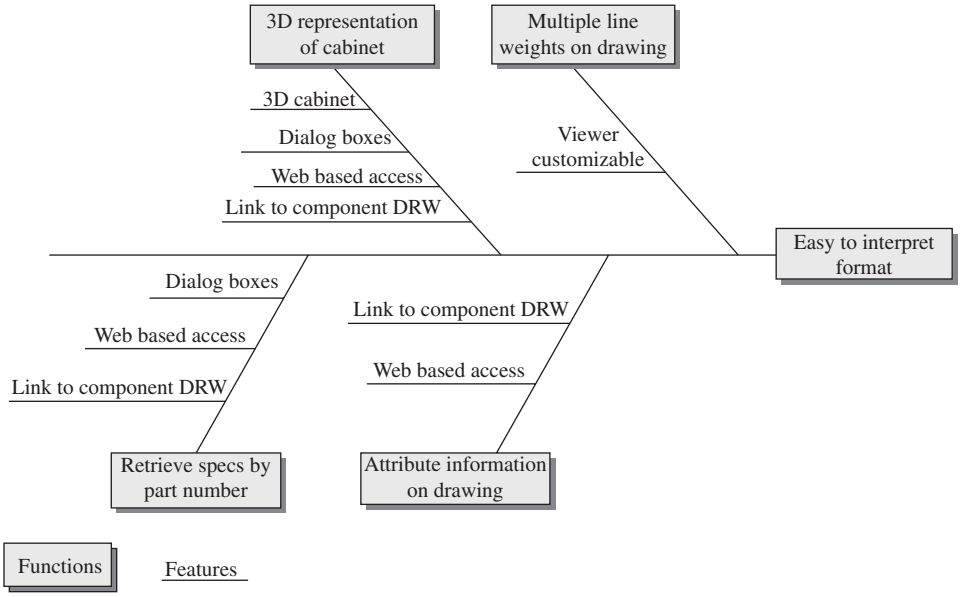 3D representation
of cabinet
Multiple line
weights on drawing
3D cabinet
Dialog boxes
Web based access
Link to component DRW
Viewer
customizable
Easy to interpret
format
Dialog boxes
Web based access
Link to component DRW
Link to component DRW
Web based access
Retrieve specs by
part number
Attribute information
on drawing
Functions
Features